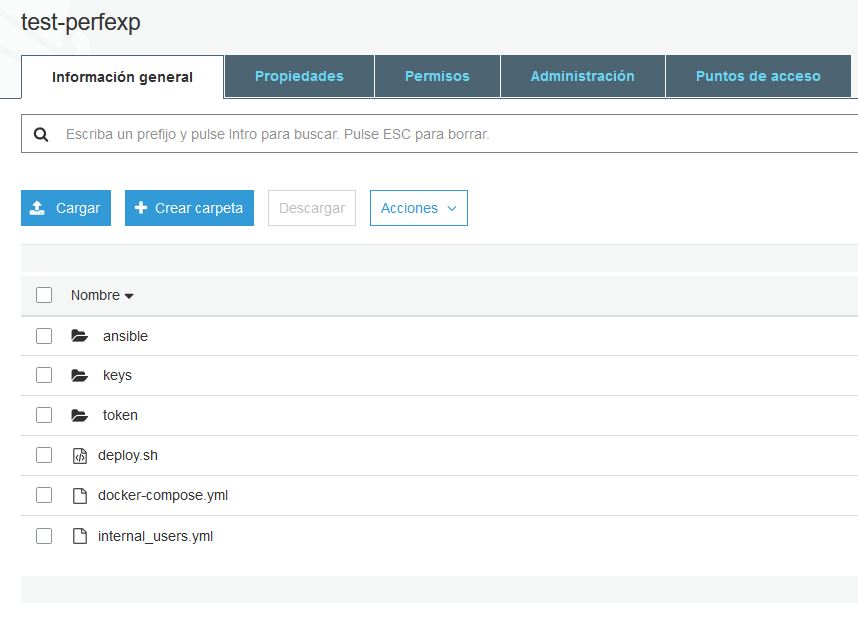 test-perfexp
Información general Propiedades Permisos Administración Puntos de acceso
Escriba un prefijo y pulse Intro para buscar. Pulse ESC para borrar.
Cargar Crear carpeta Descargar Acciones
Nombre
ansible
keys
token
deploy.sh
docker-compose.yml
internal_users.yml